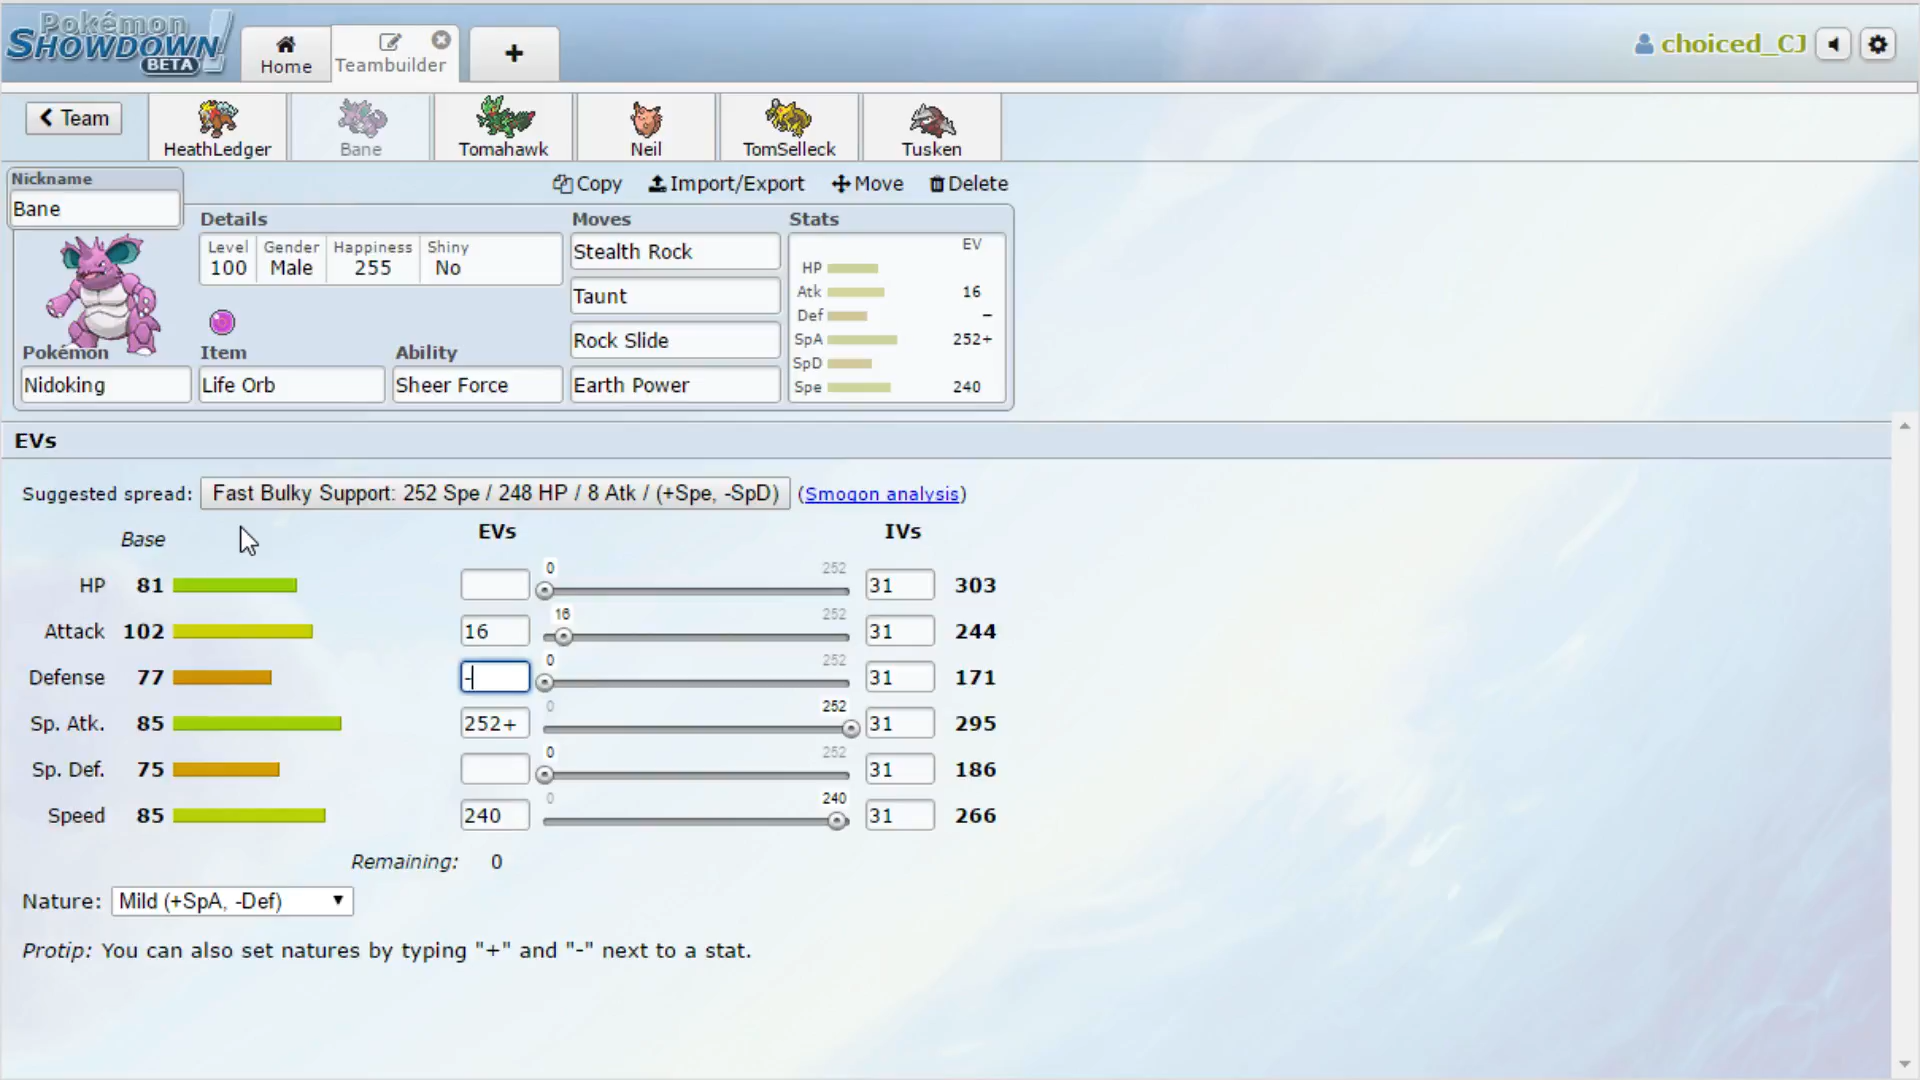 Pokémon
SHOWDOWN!
BETA
Home
Teambuilder
+
choiced_CJ
Team
HeathLedger
Bane
Tomahawk
Neil
TomSelleck
Tusken
Copy
Import/Export
Move
Delete
Nickname
Bane
Details
Level
Gender
Happiness
Shiny
100
Male
255
No
Moves
Stealth Rock
Taunt
Rock Slide
Earth Power
Stats
EV
HP
Atk 16
Def –
SpA 252+
SpD
Spe 240
Pokémon
Nidoking
Item
Life Orb
Ability
Sheer Force
EVs
Suggested spread: Fast Bulky Support: 252 Spe / 248 HP / 8 Atk / (+Spe, -SpD) (Smogon analysis)
Base EVs IVs
0 252
HP 81 31 303
16 252
Attack 102 16 31 244
0 252
Defense 77 - 31 171
0 252
Sp. Atk. 85 252+ 31 295
0 252
Sp. Def. 75 31 186
0 240
Speed 85 240 31 266
Remaining: 0
Nature: Mild (+SpA, -Def)
Protip: You can also set natures by typing "+" and "-" next to a stat.